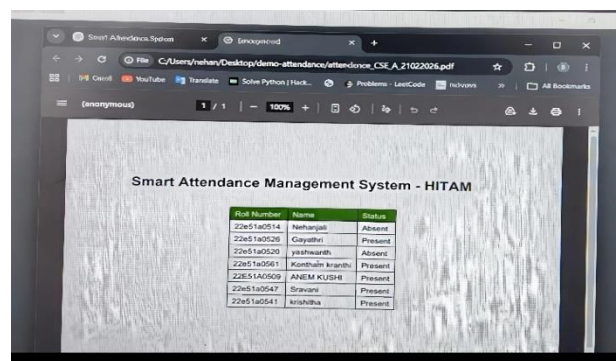 Smart Attendance System
(anonymous)
File C:/Users/nehan/Desktop/demo-attendance/attendance_CSE_A_21022026.pdf
Gmail YouTube Translate Solve Python | Hack... Problems - LeetCode All Bookmarks
(anonymous) 1 / 1 100%
Smart Attendance Management System - HITAM
Roll Number Name Status
22e51a0514 Nehanjali Absent
22e51a0526 Gayathri Present
22e51a0520 yashwanth Absent
22e51a0561 Kontham kranthi Present
22E51A0509 ANEM KUSHI Present
22e51a0547 Sravani Present
22e51a0541 krishitha Present